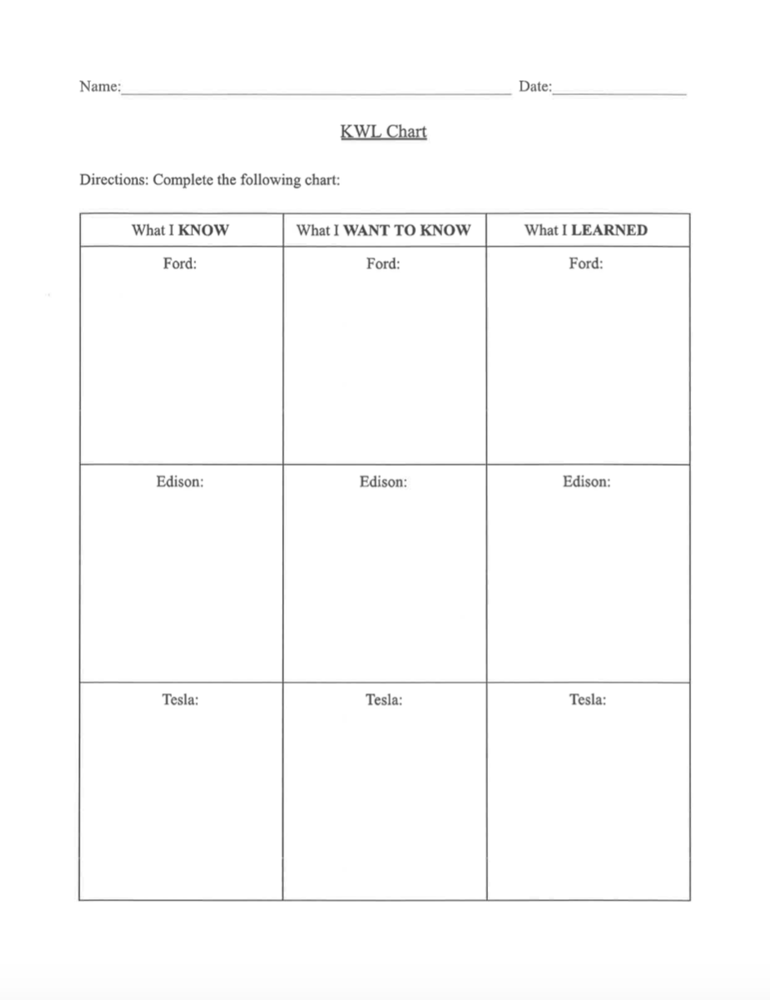 Name: Date:
KWL Chart
Directions: Complete the following chart:
What I KNOW What I WANT TO KNOW What I LEARNED
Ford: Ford: Ford:
Edison: Edison: Edison:
Tesla: Tesla: Tesla: